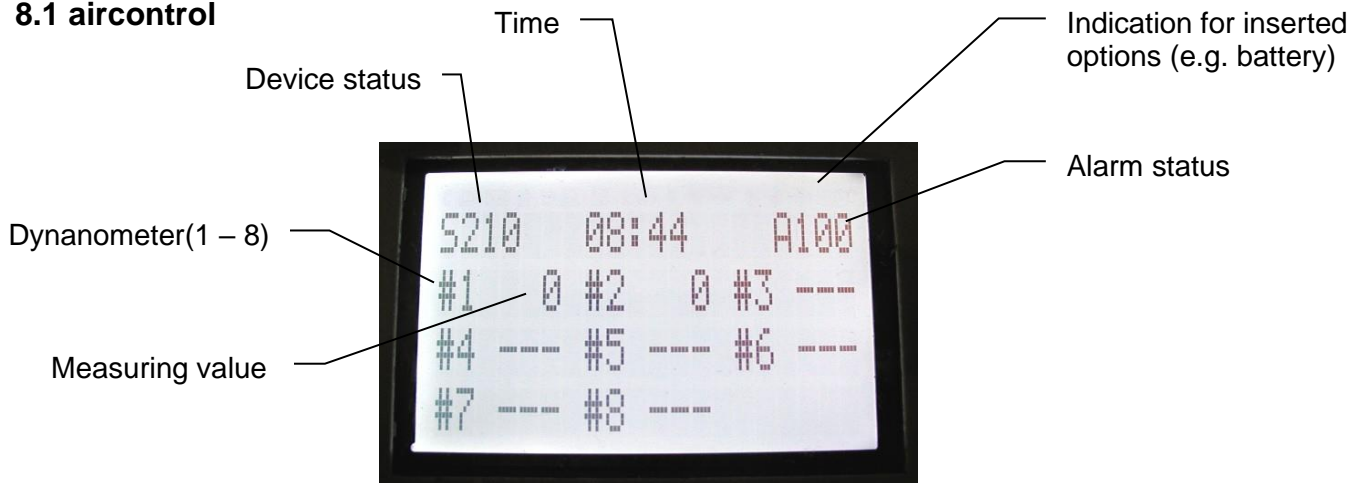 8.1 aircontrol
Time
Indication for inserted
options (e.g. battery)
Device status
Alarm status
Dynanometer(1 – 8)
Measuring value
S210 08:44 A100
#1 0 #2 0 #3 ---
#4 --- #5 --- #6 ---
#7 --- #8 ---